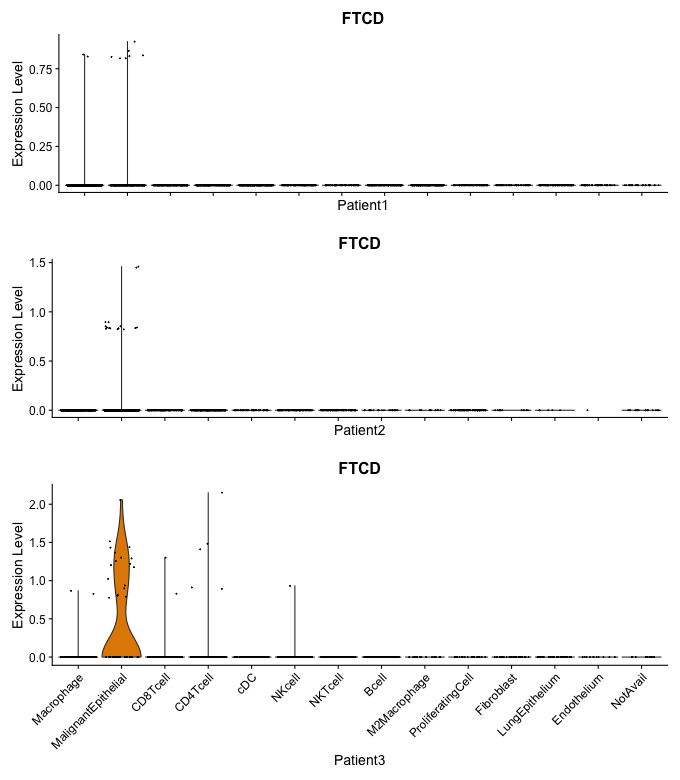 FTCD
Expression Level
0.75
0.50
0.25
0.00
Patient1
FTCD
Expression Level
1.5
1.0
0.5
0.0
Patient2
FTCD
Expression Level
2.0
1.5
1.0
0.5
0.0
Macrophage
MalignantEpithelial
CD8Tcell
CD4Tcell
cDC
NKcell
NKTcell
Bcell
M2Macrophage
ProliferatingCell
Fibroblast
LungEpithelium
Endothelium
NotAvail
Patient3